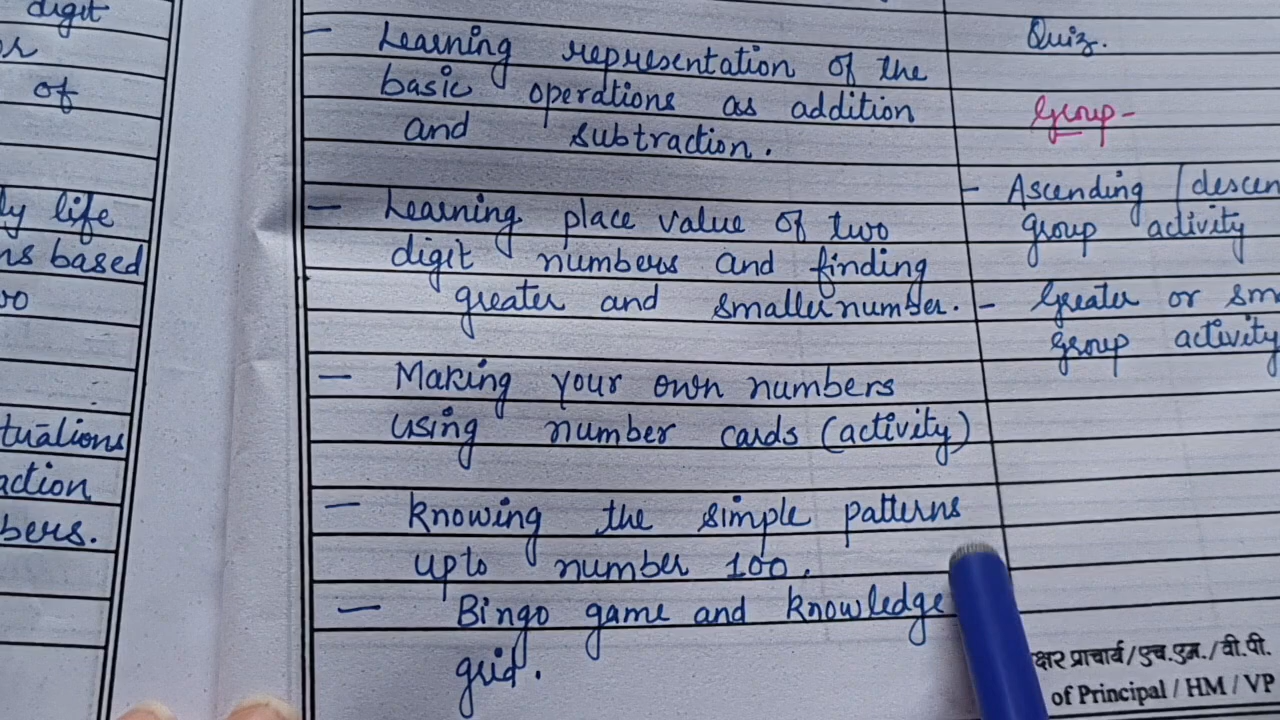 digit
of
ly life
ns based
tuations
action
bers.
- Learning representation of the
basic operations as addition
and subtraction.
- Learning place value of two
digit numbers and finding
greater and smaller number.
- Making your own numbers
using number cards (activity)
- Knowing the simple patterns
upto number 100.
- Bingo game and knowledge
grid.
Quiz.
Group-
- Ascending / descen
group activity
- Greater or sm
group activity
क्षर प्राचार्य / एच.एम. / वी.पी.
of Principal / HM / VP